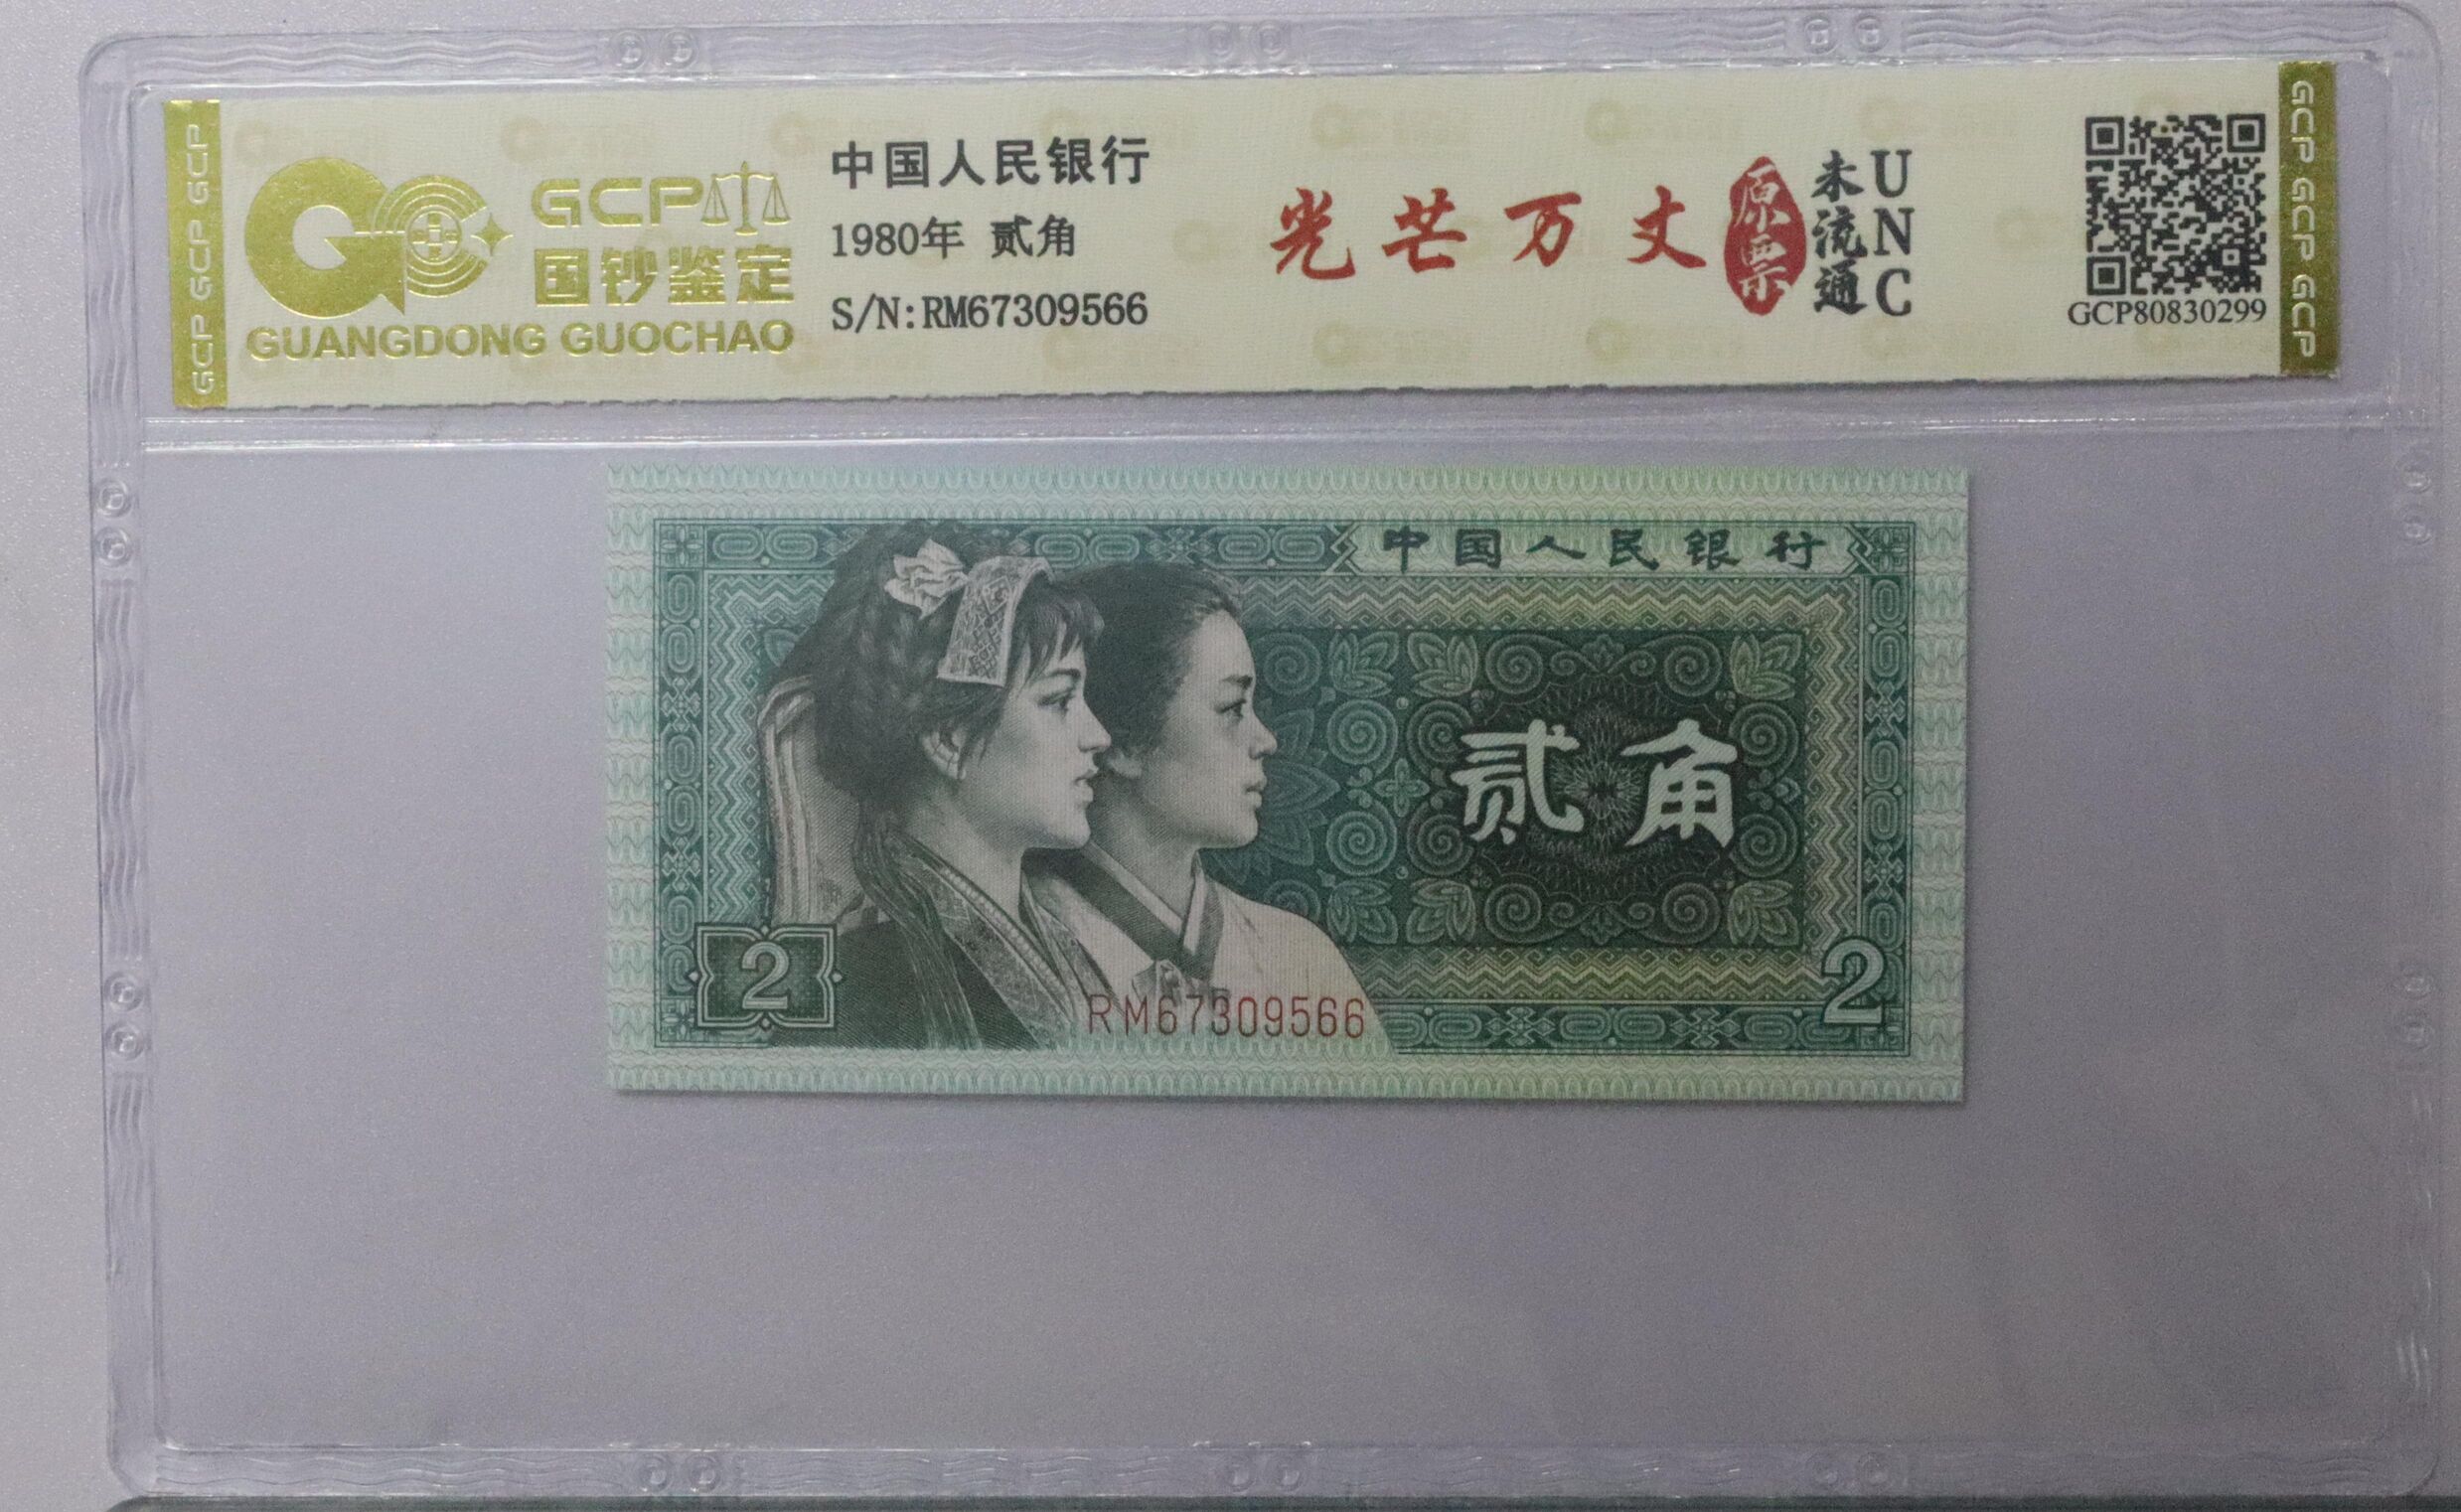 GCP GCP GCP
GCP
国钞鉴定
GUANGDONG GUOCHAO
中国人民银行
1980年 贰角
S/N:RM67309566
光芒万丈
原票
未流通
UNC
GCP80830299
GCP GCP GCP
中国人民银行
贰角
2
2
RM67309566